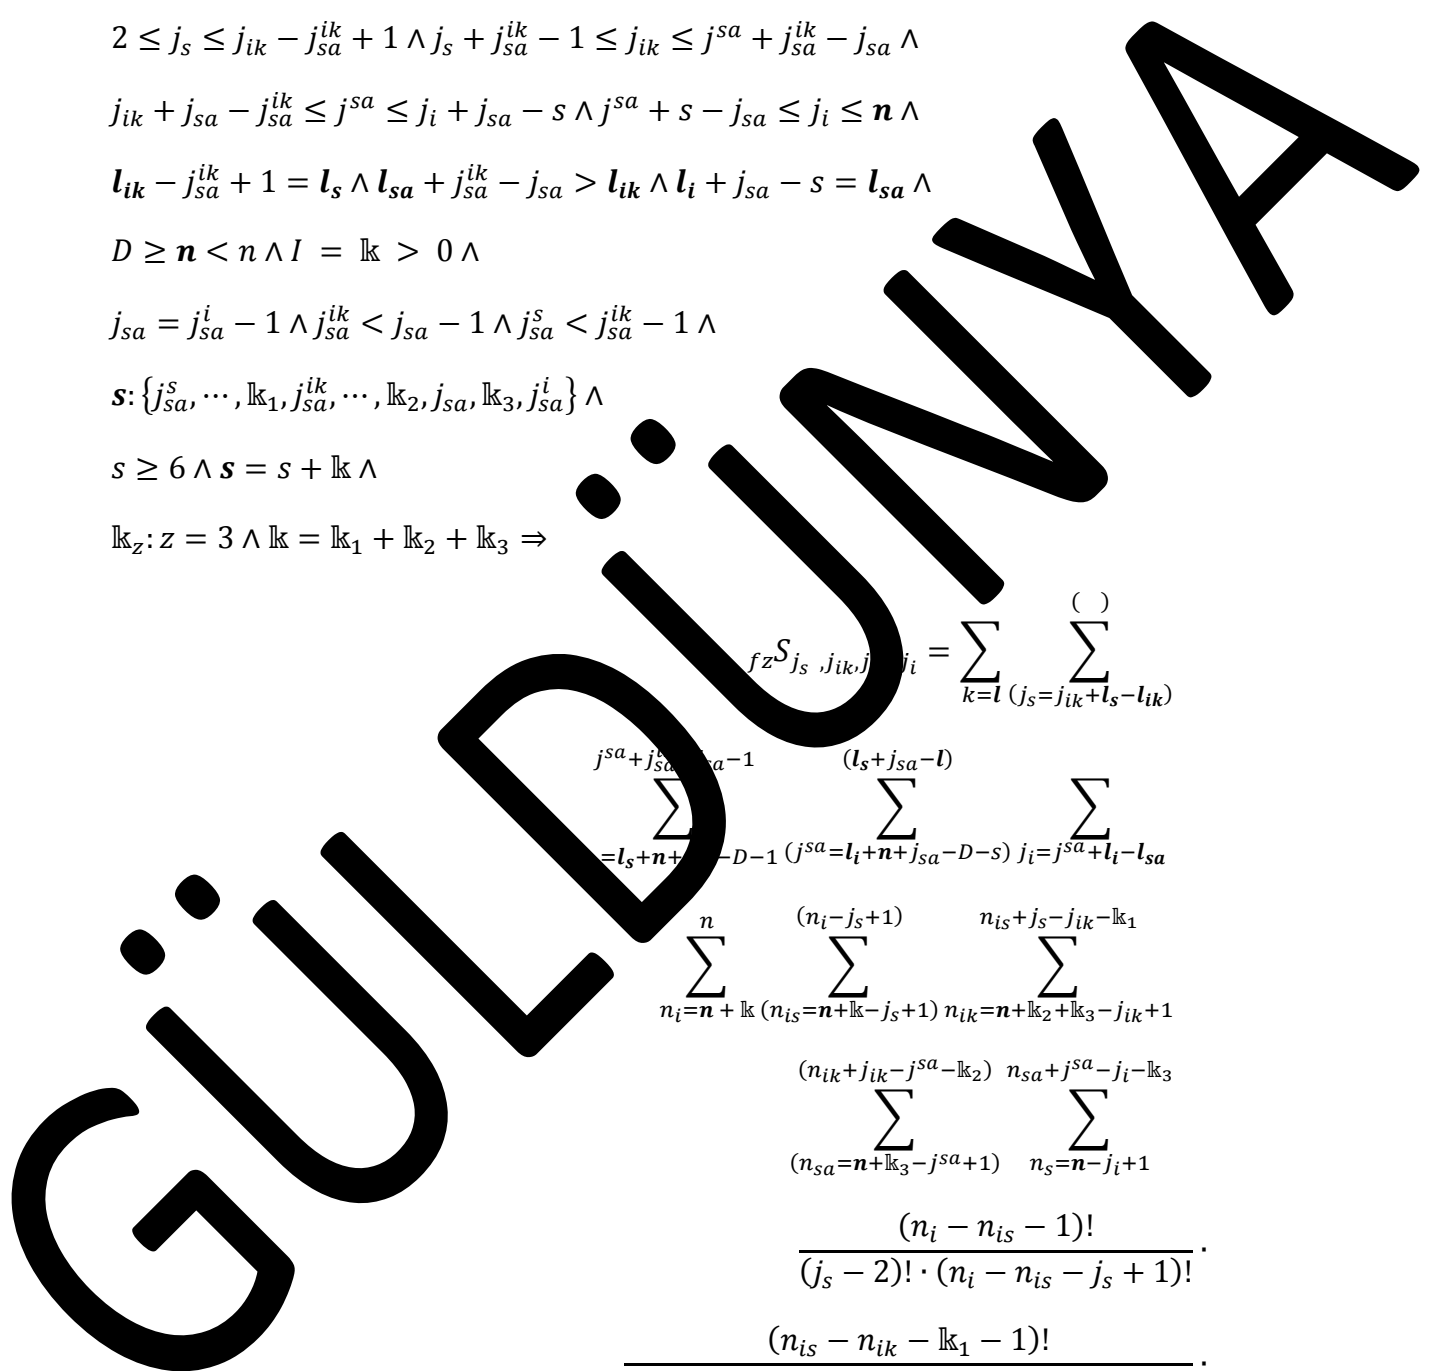 2 ≤ j_s ≤ j_{ik} − j_{sa}^{ik} + 1 ∧ j_s + j_{sa}^{ik} − 1 ≤ j_{ik} ≤ j^{sa} + j_{sa}^{ik} − j_{sa} ∧
j_{ik} + j_{sa} − j_{sa}^{ik} ≤ j^{sa} ≤ j_i + j_{sa} − s ∧ j^{sa} + s − j_{sa} ≤ j_i ≤ n ∧
l_{ik} − j_{sa}^{ik} + 1 = l_s ∧ l_{sa} + j_{sa}^{ik} − j_{sa} > l_{ik} ∧ l_i + j_{sa} − s = l_{sa} ∧
D ≥ n < n ∧ I = 𝕜 > 0 ∧
j_{sa} = j_{sa}^{i} − 1 ∧ j_{sa}^{ik} < j_{sa} − 1 ∧ j_{sa}^{s} < j_{sa}^{ik} − 1 ∧
s: {j_{sa}^{s}, ⋯ , 𝕜_1, j_{sa}^{ik}, ⋯ , 𝕜_2, j_{sa}, 𝕜_3, j_{sa}^{i}} ∧
s ≥ 6 ∧ s = s + 𝕜 ∧
𝕜_z: z = 3 ∧ 𝕜 = 𝕜_1 + 𝕜_2 + 𝕜_3 ⇒
( )
_{fz}S_{j_s ,j_{ik},j j_i} = ∑ ∑
k=l (j_s=j_{ik}+l_s−l_{ik})
j^{sa}+j_{sa} −1 (l_s+j_{sa}−l)
∑ ∑ ∑
=l_s+n+ −D−1 (j^{sa}=l_i+n+j_{sa}−D−s) j_i=j^{sa}+l_i−l_{sa}
n (n_i−j_s+1) n_{is}+j_s−j_{ik}−𝕜_1
∑ ∑ ∑
n_i=n + 𝕜 (n_{is}=n+𝕜−j_s+1) n_{ik}=n+𝕜_2+𝕜_3−j_{ik}+1
(n_{ik}+j_{ik}−j^{sa}−𝕜_2) n_{sa}+j^{sa}−j_i−𝕜_3
∑ ∑
(n_{sa}=n+𝕜_3−j^{sa}+1) n_s=n−j_i+1
(n_i − n_{is} − 1)!
(j_s − 2)! · (n_i − n_{is} − j_s + 1)! ·
(n_{is} − n_{ik} − 𝕜_1 − 1)! ·
GÜLDÜNYA